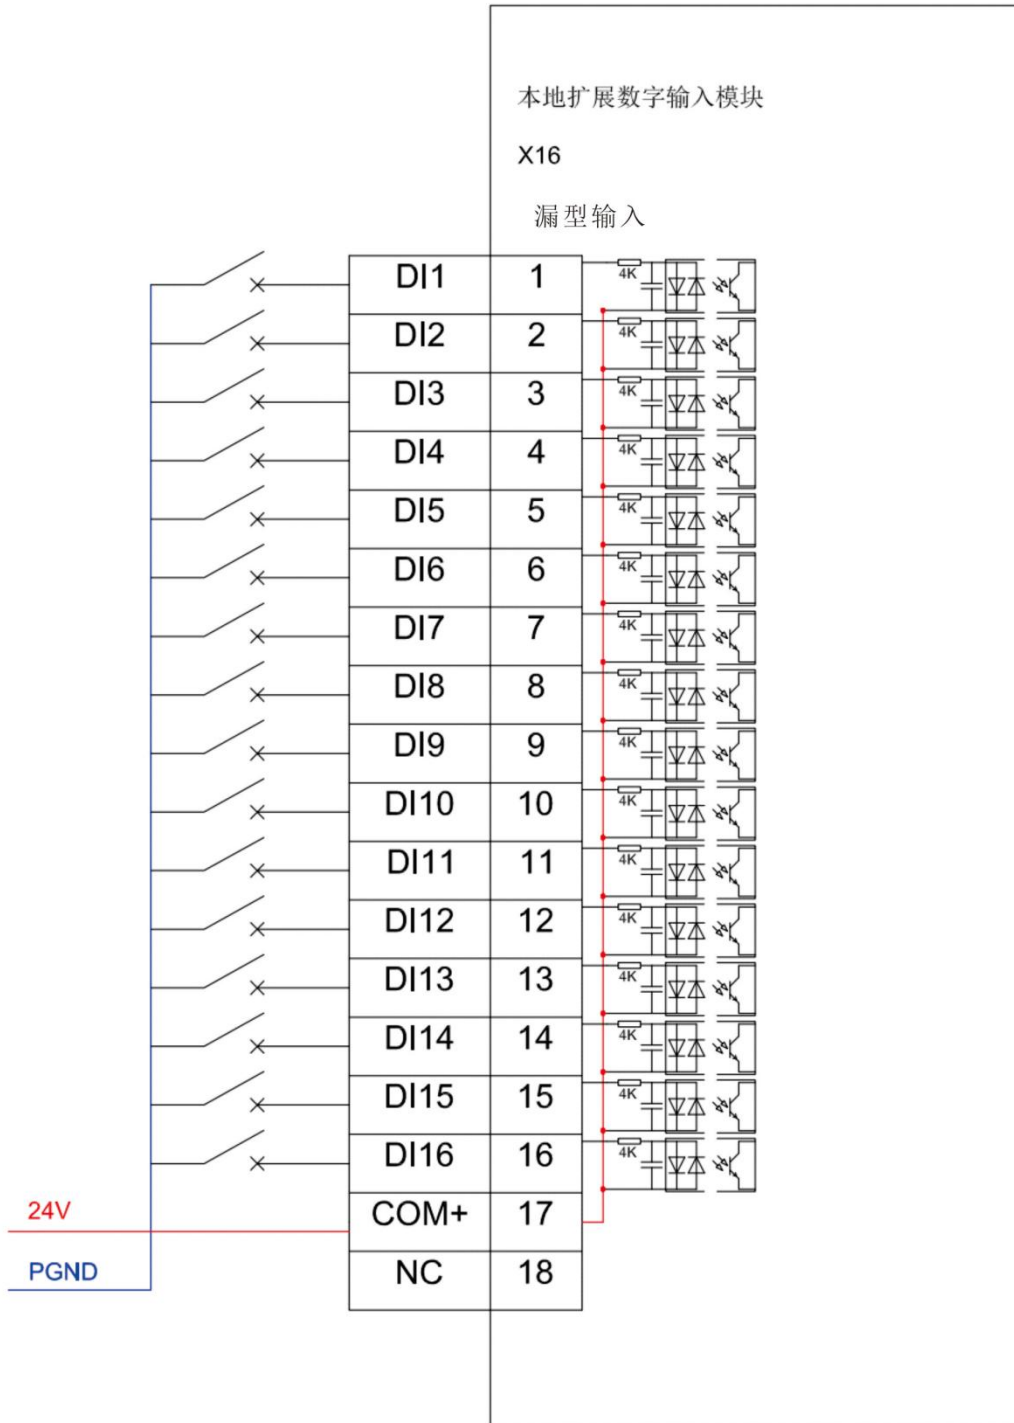 本地扩展数字输入模块
X16
漏型输入
DI1 1 4K
DI2 2 4K
DI3 3 4K
DI4 4 4K
DI5 5 4K
DI6 6 4K
DI7 7 4K
DI8 8 4K
DI9 9 4K
DI10 10 4K
DI11 11 4K
DI12 12 4K
DI13 13 4K
DI14 14 4K
DI15 15 4K
DI16 16 4K
24V COM+ 17
PGND NC 18